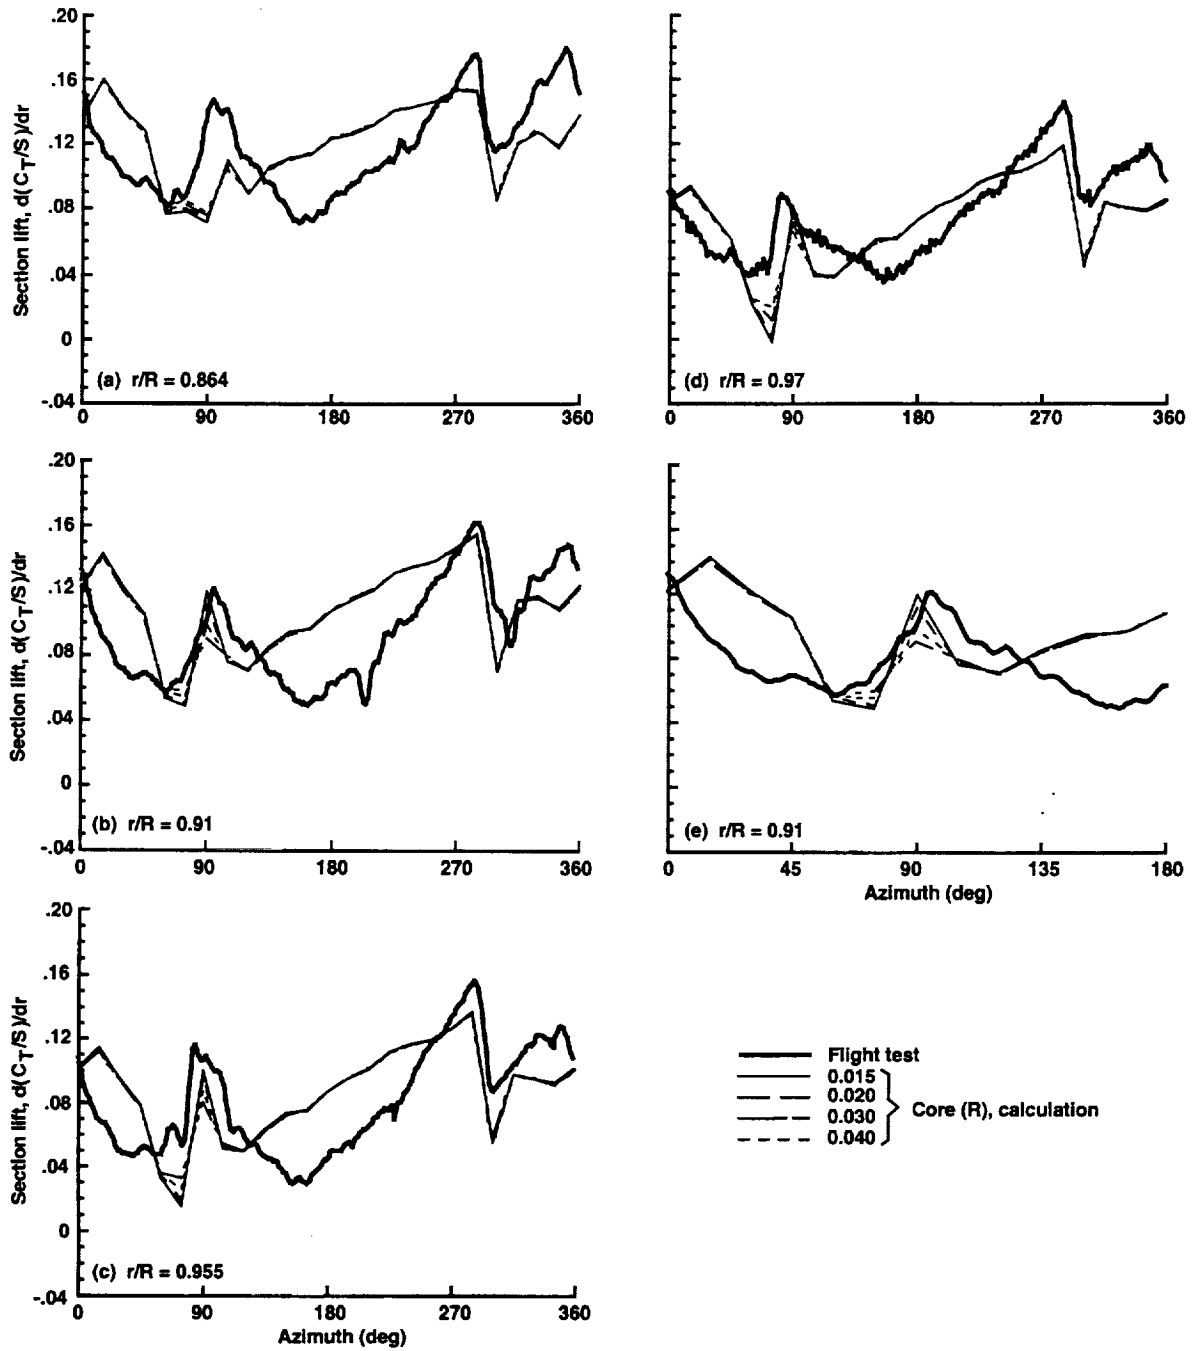 .20
.16
.12
.08
.04
0
-.04
Section lift, d(C_T/S)/dr
(a) r/R = 0.864
0 90 180 270 360
(d) r/R = 0.97
0 90 180 270 360
.20
.16
.12
.08
.04
0
-.04
Section lift, d(C_T/S)/dr
(b) r/R = 0.91
0 90 180 270 360
(e) r/R = 0.91
0 45 90 135 180
Azimuth (deg)
.20
.16
.12
.08
.04
0
-.04
Section lift, d(C_T/S)/dr
(c) r/R = 0.955
0 90 180 270 360
Azimuth (deg)
Flight test
0.015
0.020
0.030
0.040
Core (R), calculation